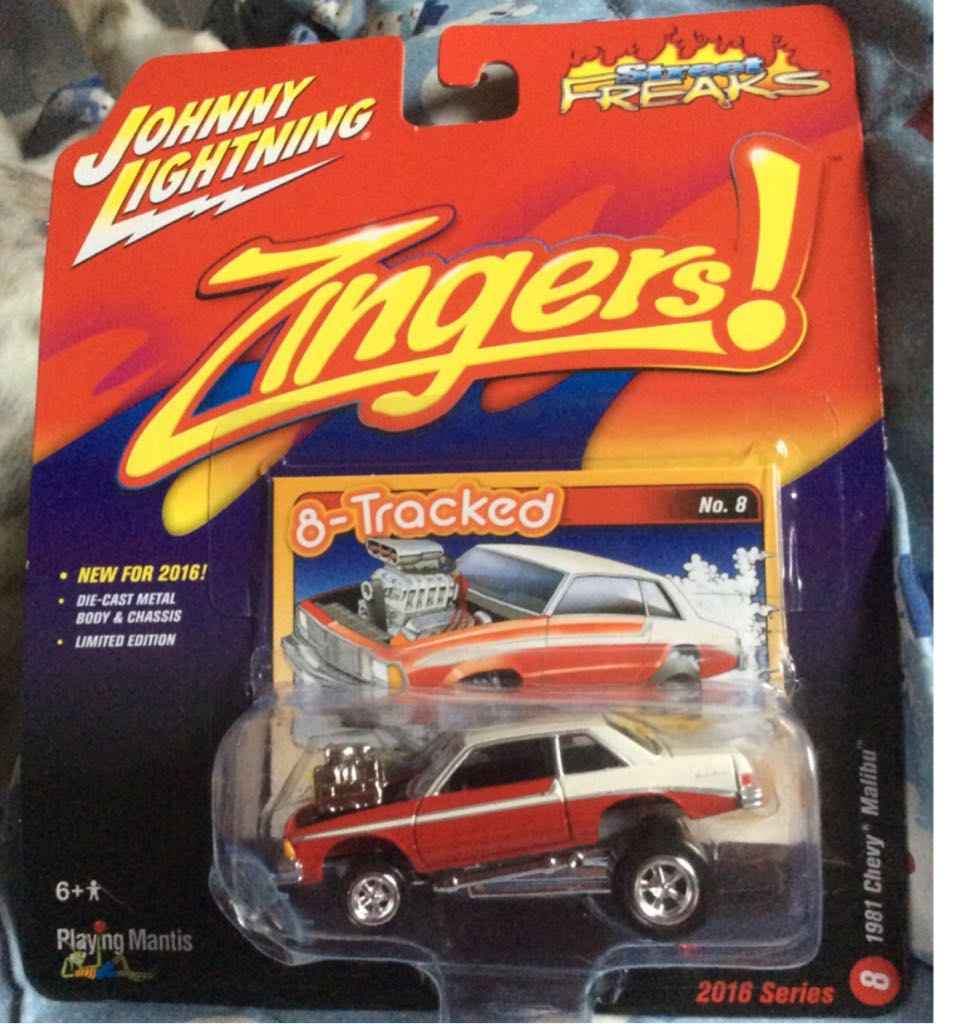 JOHNNY
LIGHTNING®
Street
FREAKS
Zingers!™
8-Tracked
No. 8
• NEW FOR 2016!
• DIE-CAST METAL
BODY & CHASSIS
• LIMITED EDITION
6+
Playing Mantis
1981 Chevy® Malibu™
8
2016 Series